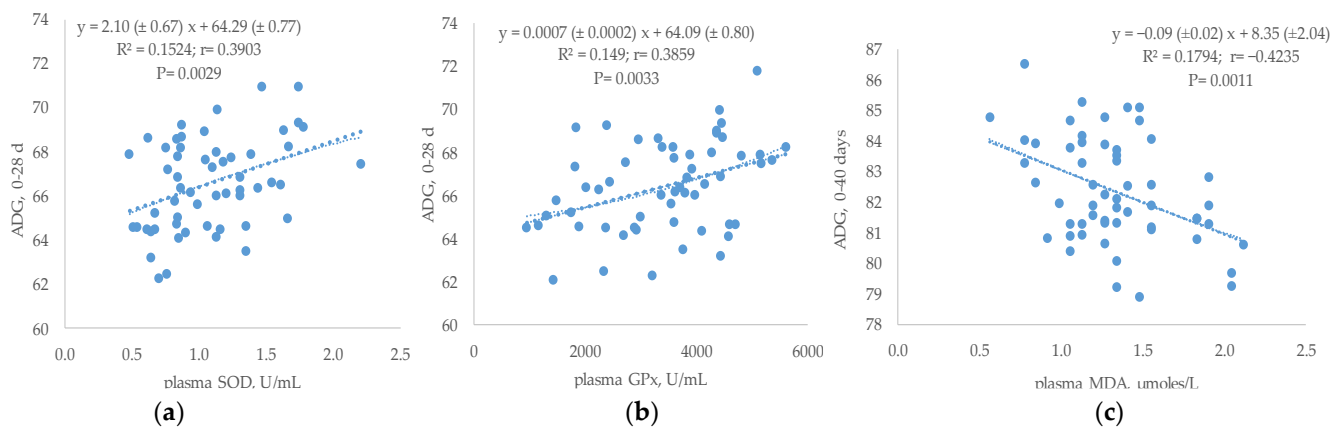 y = 2.10 (± 0.67) x + 64.29 (± 0.77)
R² = 0.1524; r= 0.3903
P= 0.0029
ADG, 0-28 d
74
72
70
68
66
64
62
60
0.0
0.5
1.0
1.5
2.0
2.5
plasma SOD, U/mL
(a)
y = 0.0007 (± 0.0002) x + 64.09 (± 0.80)
R² = 0.149; r= 0.3859
P= 0.0033
ADG, 0-28 d
74
72
70
68
66
64
62
60
0
2000
4000
6000
plasma GPx, U/mL
(b)
y = −0.09 (±0.02) x + 8.35 (±2.04)
R² = 0.1794; r= −0.4235
P= 0.0011
ADG, 0-40 days
87
86
85
84
83
82
81
80
79
78
0.0
0.5
1.0
1.5
2.0
2.5
plasma MDA, µmoles/L
(c)